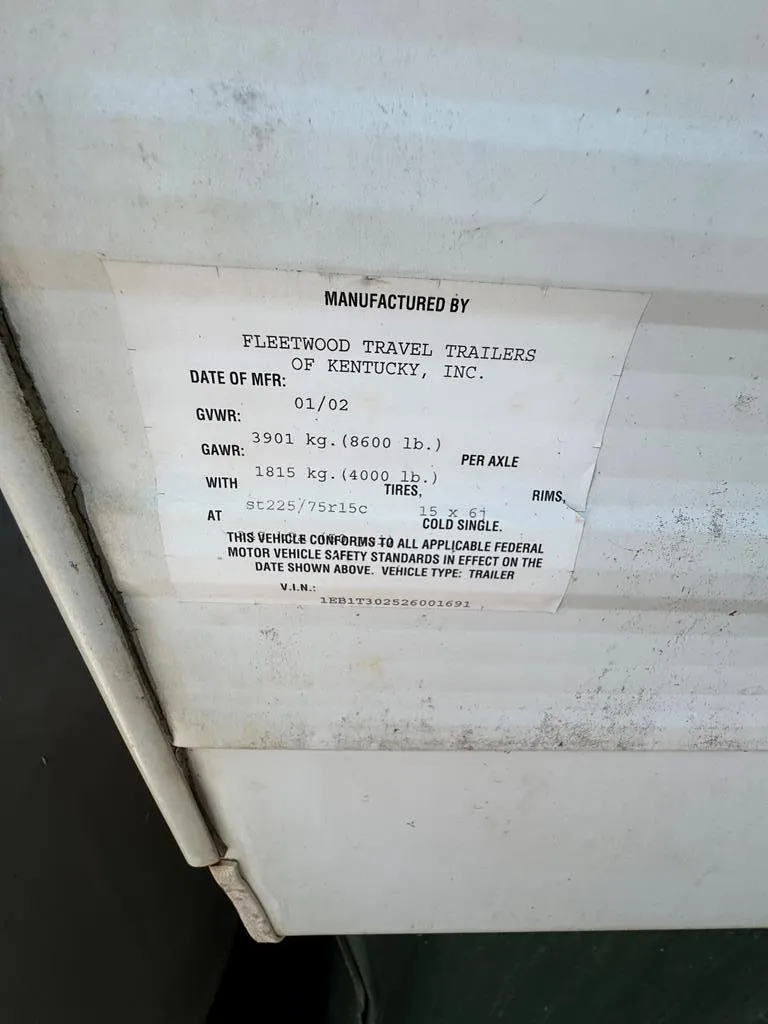 MANUFACTURED BY
FLEETWOOD TRAVEL TRAILERS
OF KENTUCKY, INC.
DATE OF MFR:
01/02
GVWR:
3901 kg.(8600 lb.)
GAWR: PER AXLE
1815 kg.(4000 lb.)
WITH TIRES, RIMS,
st225/75r15c 15 x 6j
AT COLD SINGLE.
THIS VEHICLE CONFORMS TO ALL APPLICABLE FEDERAL
MOTOR VEHICLE SAFETY STANDARDS IN EFFECT ON THE
DATE SHOWN ABOVE. VEHICLE TYPE: TRAILER
V.I.N.:
1EB1T302526001691